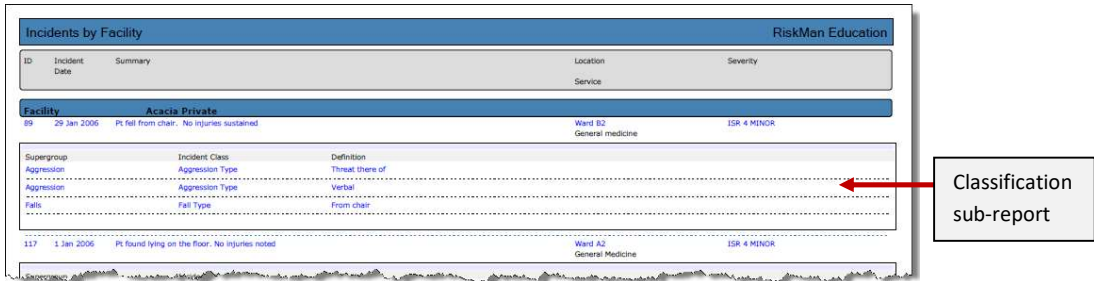 Incidents by Facility RiskMan Education
ID Incident Date Summary Location Severity
Service
Facility Acacia Private
89 29 Jan 2006 Pt fell from chair. No injuries sustained Ward B2 ISR 4 MINOR
General medicine
Supergroup Incident Class Definition
Aggression Aggression Type Threat there of
Aggression Aggression Type Verbal
Falls Fall Type From chair
117 1 Jan 2006 Pt found lying on the floor. No injuries noted Ward A2 ISR 4 MINOR
General Medicine
Classification
sub-report